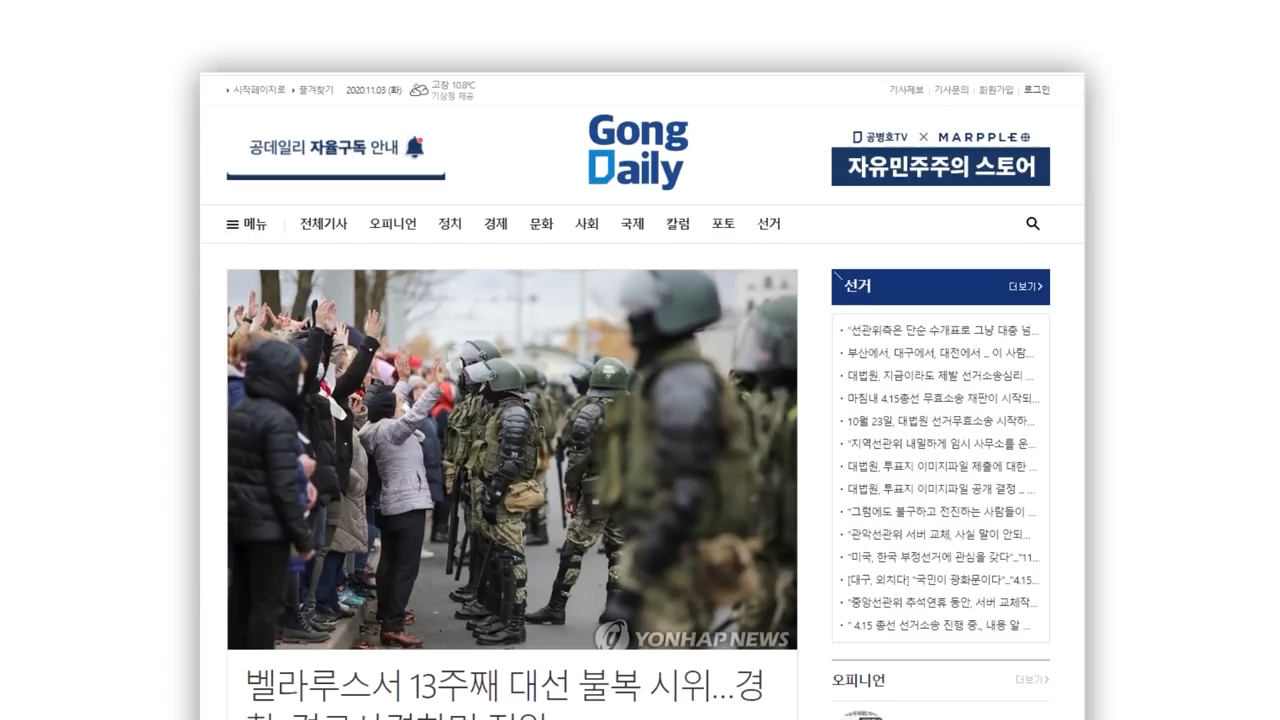 시작페이지로 즐겨찾기 2020.11.03 (화) 고창 10.8℃
기상청 제공
기사제보 기사문의 회원가입 로그인
공데일리 자율구독 안내
Gong
Daily
공병호TV × MARPPLE
자유민주주의 스토어
메뉴 전체기사 오피니언 정치 경제 문화 사회 국제 칼럼 포토 선거
선거 더보기
"선관위측은 단순 수개표로 그냥 대충 넘...
부산에서, 대구에서, 대전에서 ... 이 사람...
대법원, 지금이라도 제발 선거소송심리 ...
마침내 4.15총선 무효소송 재판이 시작되...
10월 23일, 대법원 선거무효소송 시작하...
"지역선관위 내밀하게 임시 사무소를 운...
대법원, 투표지 이미지파일 제출에 대한 ...
대법원, 투표지 이미지파일 공개 결정 ... ...
"그럼에도 불구하고 전진하는 사람들이 ...
"관악선관위 서버 교체, 사실 말이 안되...
"미국, 한국 부정선거에 관심을 갖다"..."11...
[대구, 외치다] "국민이 광화문이다"..."4.15...
"중앙선관위 추석연휴 동안, 서버 교체작...
" 4.15 총선 선거소송 진행 중., 내용 알 ...
YONHAP NEWS
벨라루스서 13주째 대선 불복 시위...경
오피니언 더보기